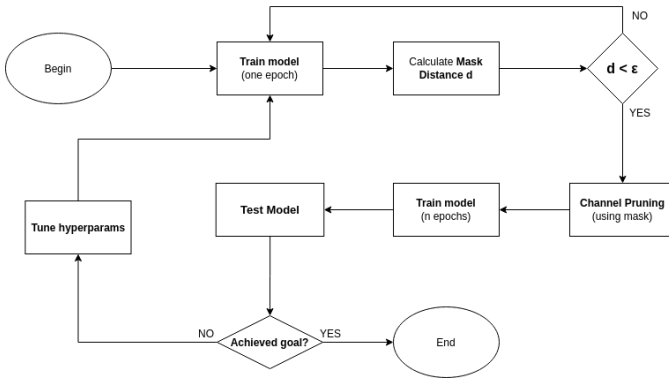 NO
Begin
Train model
(one epoch)
Calculate Mask
Distance d
d < ε
YES
Tune hyperparams
Test Model
Train model
(n epochs)
Channel Pruning
(using mask)
NO
Achieved goal?
YES
End